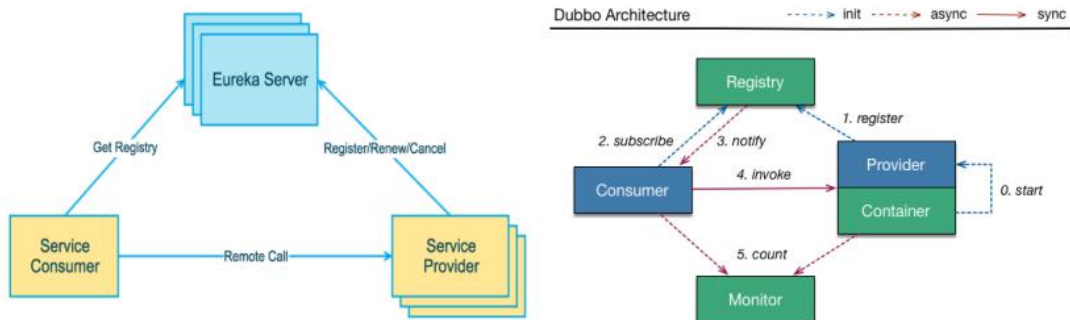 Eureka Server
Get Registry
Register/Renew/Cancel
Service
Consumer
Remote Call
Service
Provider
Dubbo Architecture
init
async
sync
Registry
1. register
2. subscribe
3. notify
Consumer
4. invoke
Provider
Container
0. start
5. count
Monitor